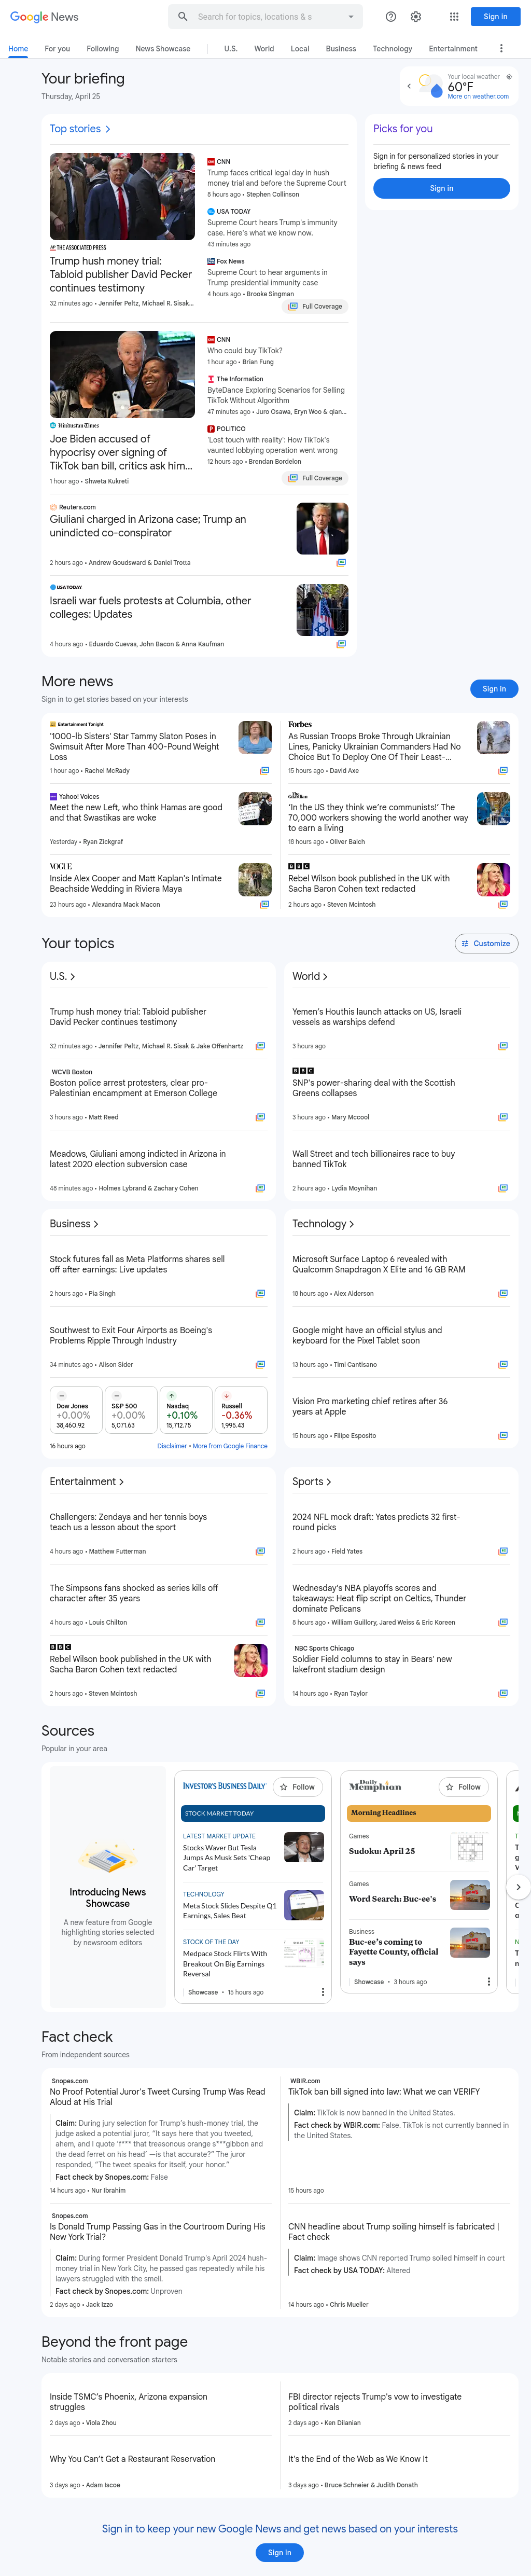 Google News
Search for topics, locations & s
Sign in
Home
For you
Following
News Showcase
U.S.
World
Local
Business
Technology
Entertainment
Your briefing
Thursday, April 25
Your local weather
60°F
More on weather.com
Top stories
THE ASSOCIATED PRESS
Trump hush money trial:
Tabloid publisher David Pecker
continues testimony
32 minutes ago • Jennifer Peltz, Michael R. Sisak...
CNN
Trump faces critical legal day in hush
money trial and before the Supreme Court
8 hours ago • Stephen Collinson
USA TODAY
Supreme Court hears Trump's immunity
case. Here's what we know now.
43 minutes ago
Fox News
Supreme Court to hear arguments in
Trump presidential immunity case
4 hours ago • Brooke Singman
Full Coverage
Hindustan Times
Joe Biden accused of
hypocrisy over signing of
TikTok ban bill, critics ask him...
1 hour ago • Shweta Kukreti
CNN
Who could buy TikTok?
1 hour ago • Brian Fung
The Information
ByteDance Exploring Scenarios for Selling
TikTok Without Algorithm
47 minutes ago • Juro Osawa, Eryn Woo & qian...
POLITICO
'Lost touch with reality': How TikTok's
vaunted lobbying operation went wrong
12 hours ago • Brendan Bordelon
Full Coverage
Reuters.com
Giuliani charged in Arizona case; Trump an
unindicted co-conspirator
2 hours ago • Andrew Goudsward & Daniel Trotta
USA TODAY
Israeli war fuels protests at Columbia, other
colleges: Updates
4 hours ago • Eduardo Cuevas, John Bacon & Anna Kaufman
Picks for you
Sign in for personalized stories in your
briefing & news feed
Sign in
More news
Sign in to get stories based on your interests
Sign in
Entertainment Tonight
'1000-lb Sisters' Star Tammy Slaton Poses in
Swimsuit After More Than 400-Pound Weight
Loss
1 hour ago • Rachel McRady
Forbes
As Russian Troops Broke Through Ukrainian
Lines, Panicky Ukrainian Commanders Had No
Choice But To Deploy One Of Their Least-...
15 hours ago • David Axe
Yahoo! Voices
Meet the new Left, who think Hamas are good
and that Swastikas are woke
Yesterday • Ryan Zickgraf
The Guardian
'In the US they think we're communists!' The
70,000 workers showing the world another way
to earn a living
18 hours ago • Oliver Balch
VOGUE
Inside Alex Cooper and Matt Kaplan's Intimate
Beachside Wedding in Riviera Maya
23 hours ago • Alexandra Mack Macon
BBC
Rebel Wilson book published in the UK with
Sacha Baron Cohen text redacted
2 hours ago • Steven Mcintosh
Your topics
Customize
U.S.
Trump hush money trial: Tabloid publisher
David Pecker continues testimony
32 minutes ago • Jennifer Peltz, Michael R. Sisak & Jake Offenhartz
WCVB Boston
Boston police arrest protesters, clear pro-
Palestinian encampment at Emerson College
3 hours ago • Matt Reed
Meadows, Giuliani among indicted in Arizona in
latest 2020 election subversion case
48 minutes ago • Holmes Lybrand & Zachary Cohen
World
Yemen's Houthis launch attacks on US, Israeli
vessels as warships defend
3 hours ago
BBC
SNP's power-sharing deal with the Scottish
Greens collapses
3 hours ago • Mary Mccool
Wall Street and tech billionaires race to buy
banned TikTok
2 hours ago • Lydia Moynihan
Business
Stock futures fall as Meta Platforms shares sell
off after earnings: Live updates
2 hours ago • Pia Singh
Southwest to Exit Four Airports as Boeing's
Problems Ripple Through Industry
34 minutes ago • Alison Sider
Dow Jones
+0.00%
38,460.92
S&P 500
+0.00%
5,071.63
Nasdaq
+0.10%
15,712.75
Russell
-0.36%
1,995.43
16 hours ago
Disclaimer • More from Google Finance
Technology
Microsoft Surface Laptop 6 revealed with
Qualcomm Snapdragon X Elite and 16 GB RAM
18 hours ago • Alex Alderson
Google might have an official stylus and
keyboard for the Pixel Tablet soon
13 hours ago • Timi Cantisano
Vision Pro marketing chief retires after 36
years at Apple
15 hours ago • Filipe Esposito
Entertainment
Challengers: Zendaya and her tennis boys
teach us a lesson about the sport
4 hours ago • Matthew Futterman
The Simpsons fans shocked as series kills off
character after 35 years
4 hours ago • Louis Chilton
BBC
Rebel Wilson book published in the UK with
Sacha Baron Cohen text redacted
2 hours ago • Steven Mcintosh
Sports
2024 NFL mock draft: Yates predicts 32 first-
round picks
2 hours ago • Field Yates
Wednesday's NBA playoffs scores and
takeaways: Heat flip script on Celtics, Thunder
dominate Pelicans
8 hours ago • William Guillory, Jared Weiss & Eric Koreen
NBC Sports Chicago
Soldier Field columns to stay in Bears' new
lakefront stadium design
14 hours ago • Ryan Taylor
Sources
Popular in your area
Introducing News
Showcase
A new feature from Google
highlighting stories selected
by newsroom editors
INVESTOR'S BUSINESS DAILY
Follow
STOCK MARKET TODAY
LATEST MARKET UPDATE
Stocks Waver But Tesla
Jumps As Musk Sets 'Cheap
Car' Target
TECHNOLOGY
Meta Stock Slides Despite Q1
Earnings, Sales Beat
STOCK OF THE DAY
Medpace Stock Flirts With
Breakout On Big Earnings
Reversal
Showcase • 15 hours ago
Daily Memphian
Follow
Morning Headlines
Games
Sudoku: April 25
Games
Word Search: Buc-ee's
Business
Buc-ee's coming to
Fayette County, official
says
Showcase • 3 hours ago
Fact check
From independent sources
Snopes.com
No Proof Potential Juror's Tweet Cursing Trump Was Read
Aloud at His Trial
Claim: During jury selection for Trump's hush-money trial, the
judge asked a potential juror, "It says here that you tweeted,
ahem, and I quote 'f*** that treasonous orange s***gibbon and
the dead ferret on his head' —is that accurate?" The juror
responded, "The tweet speaks for itself, your honor."
Fact check by Snopes.com: False
14 hours ago • Nur Ibrahim
WBIR.com
TikTok ban bill signed into law: What we can VERIFY
Claim: TikTok is now banned in the United States.
Fact check by WBIR.com: False. TikTok is not currently banned in
the United States.
15 hours ago
Snopes.com
Is Donald Trump Passing Gas in the Courtroom During His
New York Trial?
Claim: During former President Donald Trump's April 2024 hush-
money trial in New York City, he passed gas repeatedly while his
lawyers struggled with the smell.
Fact check by Snopes.com: Unproven
2 days ago • Jack Izzo
CNN headline about Trump soiling himself is fabricated |
Fact check
Claim: Image shows CNN reported Trump soiled himself in court
Fact check by USA TODAY: Altered
14 hours ago • Chris Mueller
Beyond the front page
Notable stories and conversation starters
Inside TSMC's Phoenix, Arizona expansion
struggles
2 days ago • Viola Zhou
FBI director rejects Trump's vow to investigate
political rivals
2 days ago • Ken Dilanian
Why You Can't Get a Restaurant Reservation
3 days ago • Adam Iscoe
It's the End of the Web as We Know It
3 days ago • Bruce Schneier & Judith Donath
Sign in to keep your new Google News and get news based on your interests
Sign in